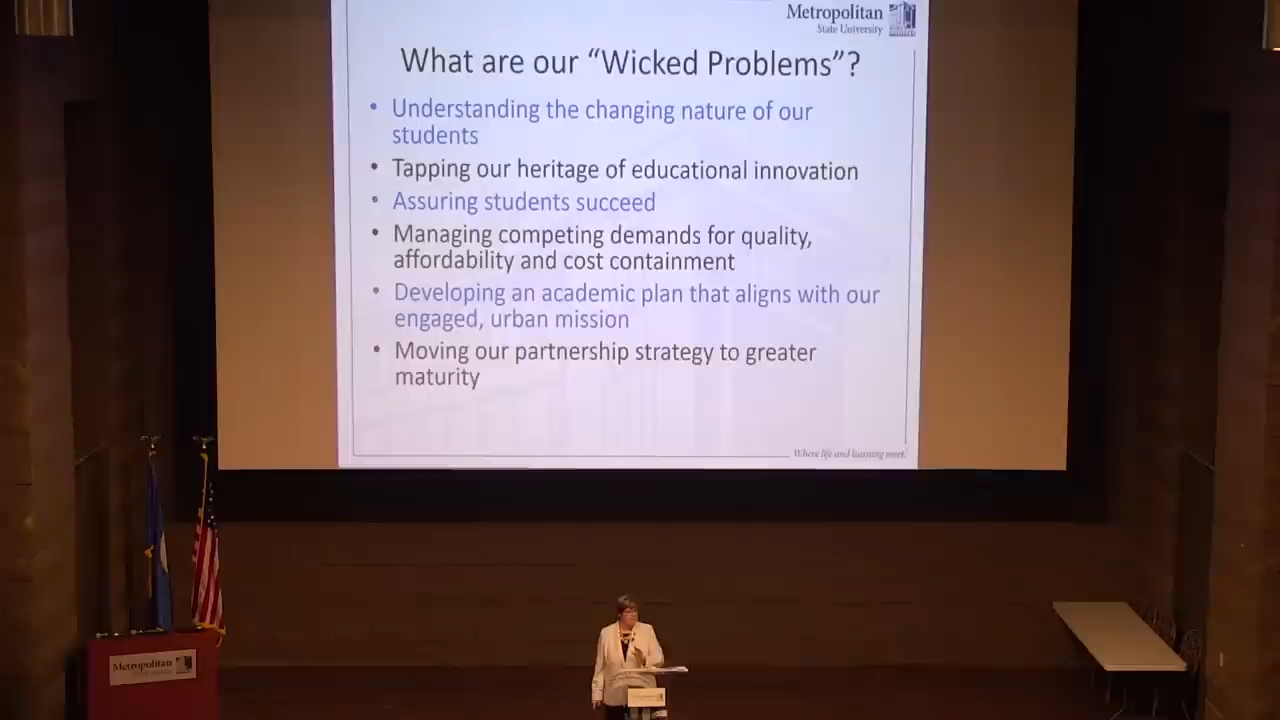 Metropolitan
State University
What are our “Wicked Problems”?
• Understanding the changing nature of our
students
• Tapping our heritage of educational innovation
• Assuring students succeed
• Managing competing demands for quality,
affordability and cost containment
• Developing an academic plan that aligns with our
engaged, urban mission
• Moving our partnership strategy to greater
maturity
Where life and learning meet.
Metropolitan